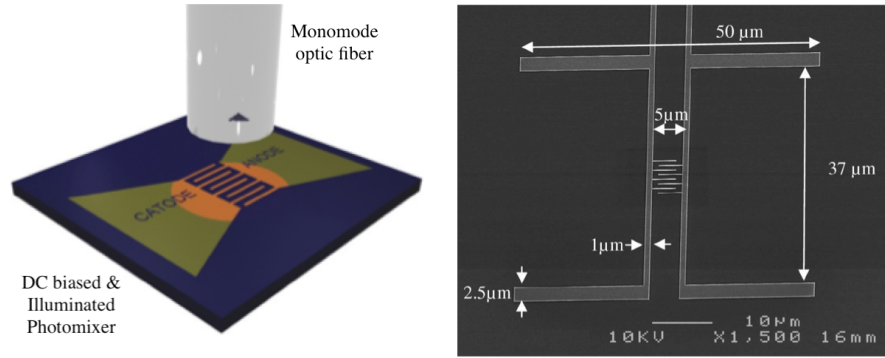 Monomode
optic fiber
CATODE
ANODE
DC biased &
Illuminated
Photomixer
50 µm
5µm
37 µm
1µm
2.5µm
10µm
10KV X1,500 16mm